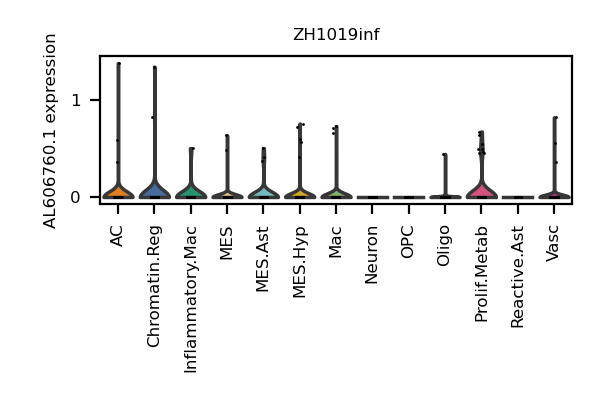 ZH1019inf
AL606760.1 expression
1
0
AC
Chromatin.Reg
Inflammatory.Mac
MES
MES.Ast
MES.Hyp
Mac
Neuron
OPC
Oligo
Prolif.Metab
Reactive.Ast
Vasc